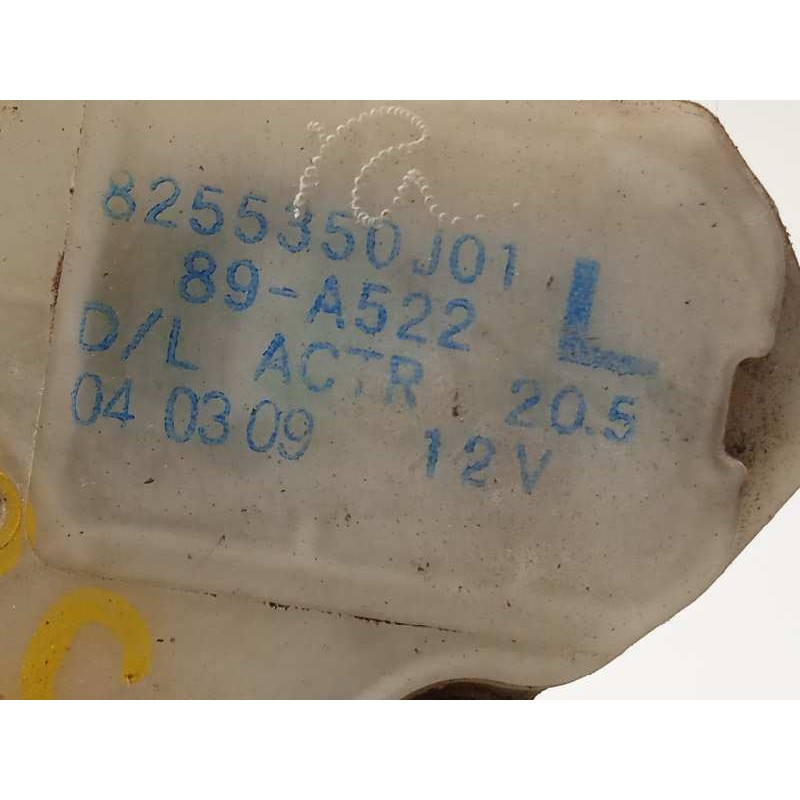 8255350J01
89-A522 L
D/L ACTR 20.5
04 03 09 12V